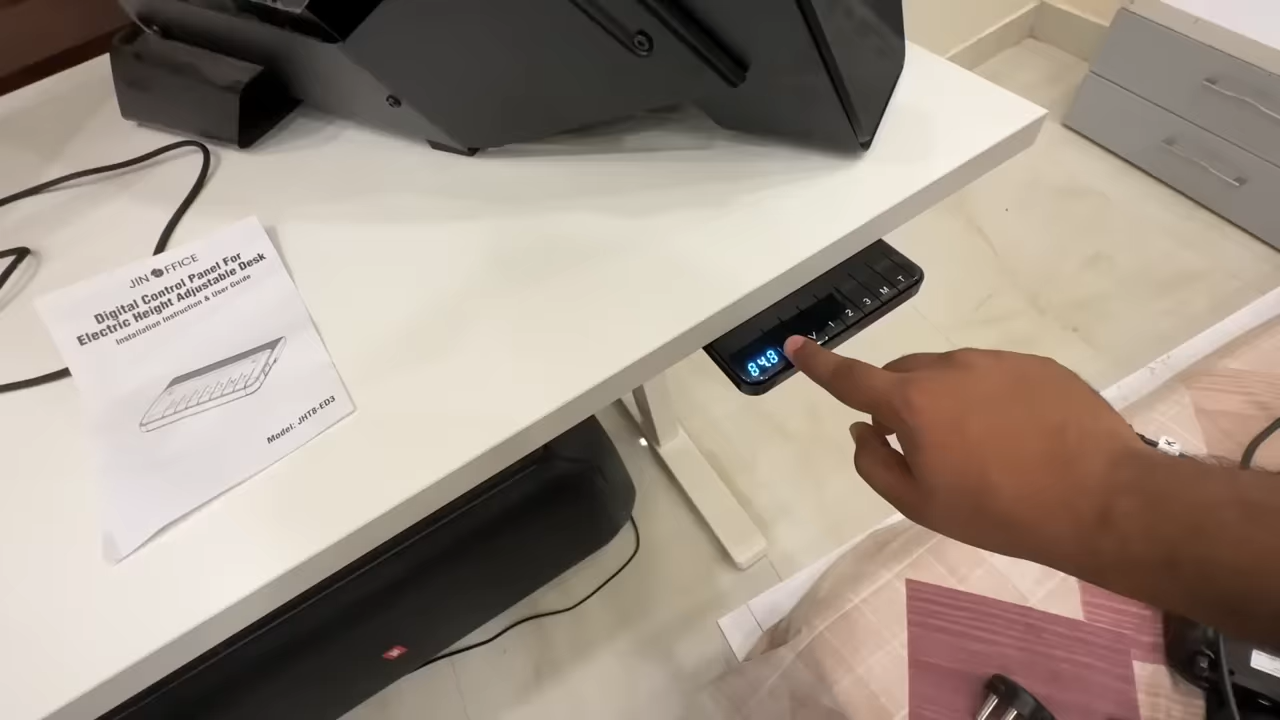 JIN OFFICE
Digital Control Panel For
Electric Height Adjustable Desk
Installation Instruction & User Guide
Model: JHT8-ED3
84.8
V 1 2 3 M T
K